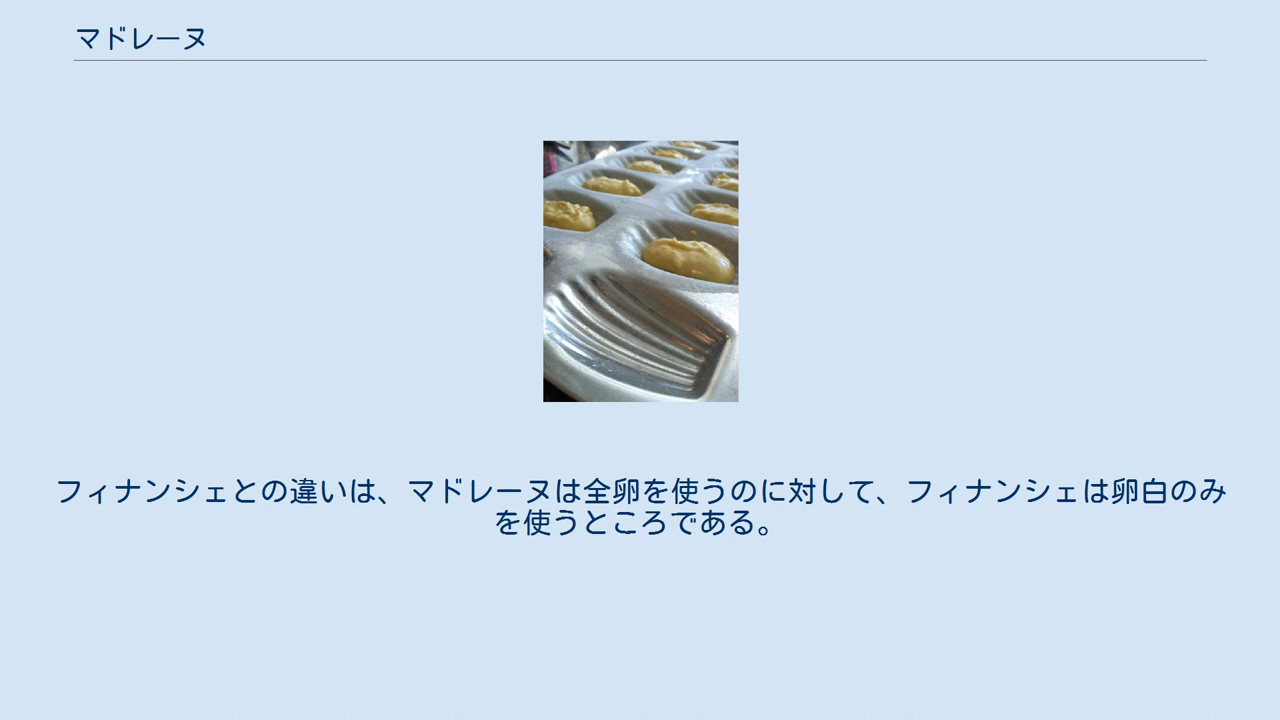 マドレーヌ
フィナンシェとの違いは、マドレーヌは全卵を使うのに対して、フィナンシェは卵白のみ
を使うところである。